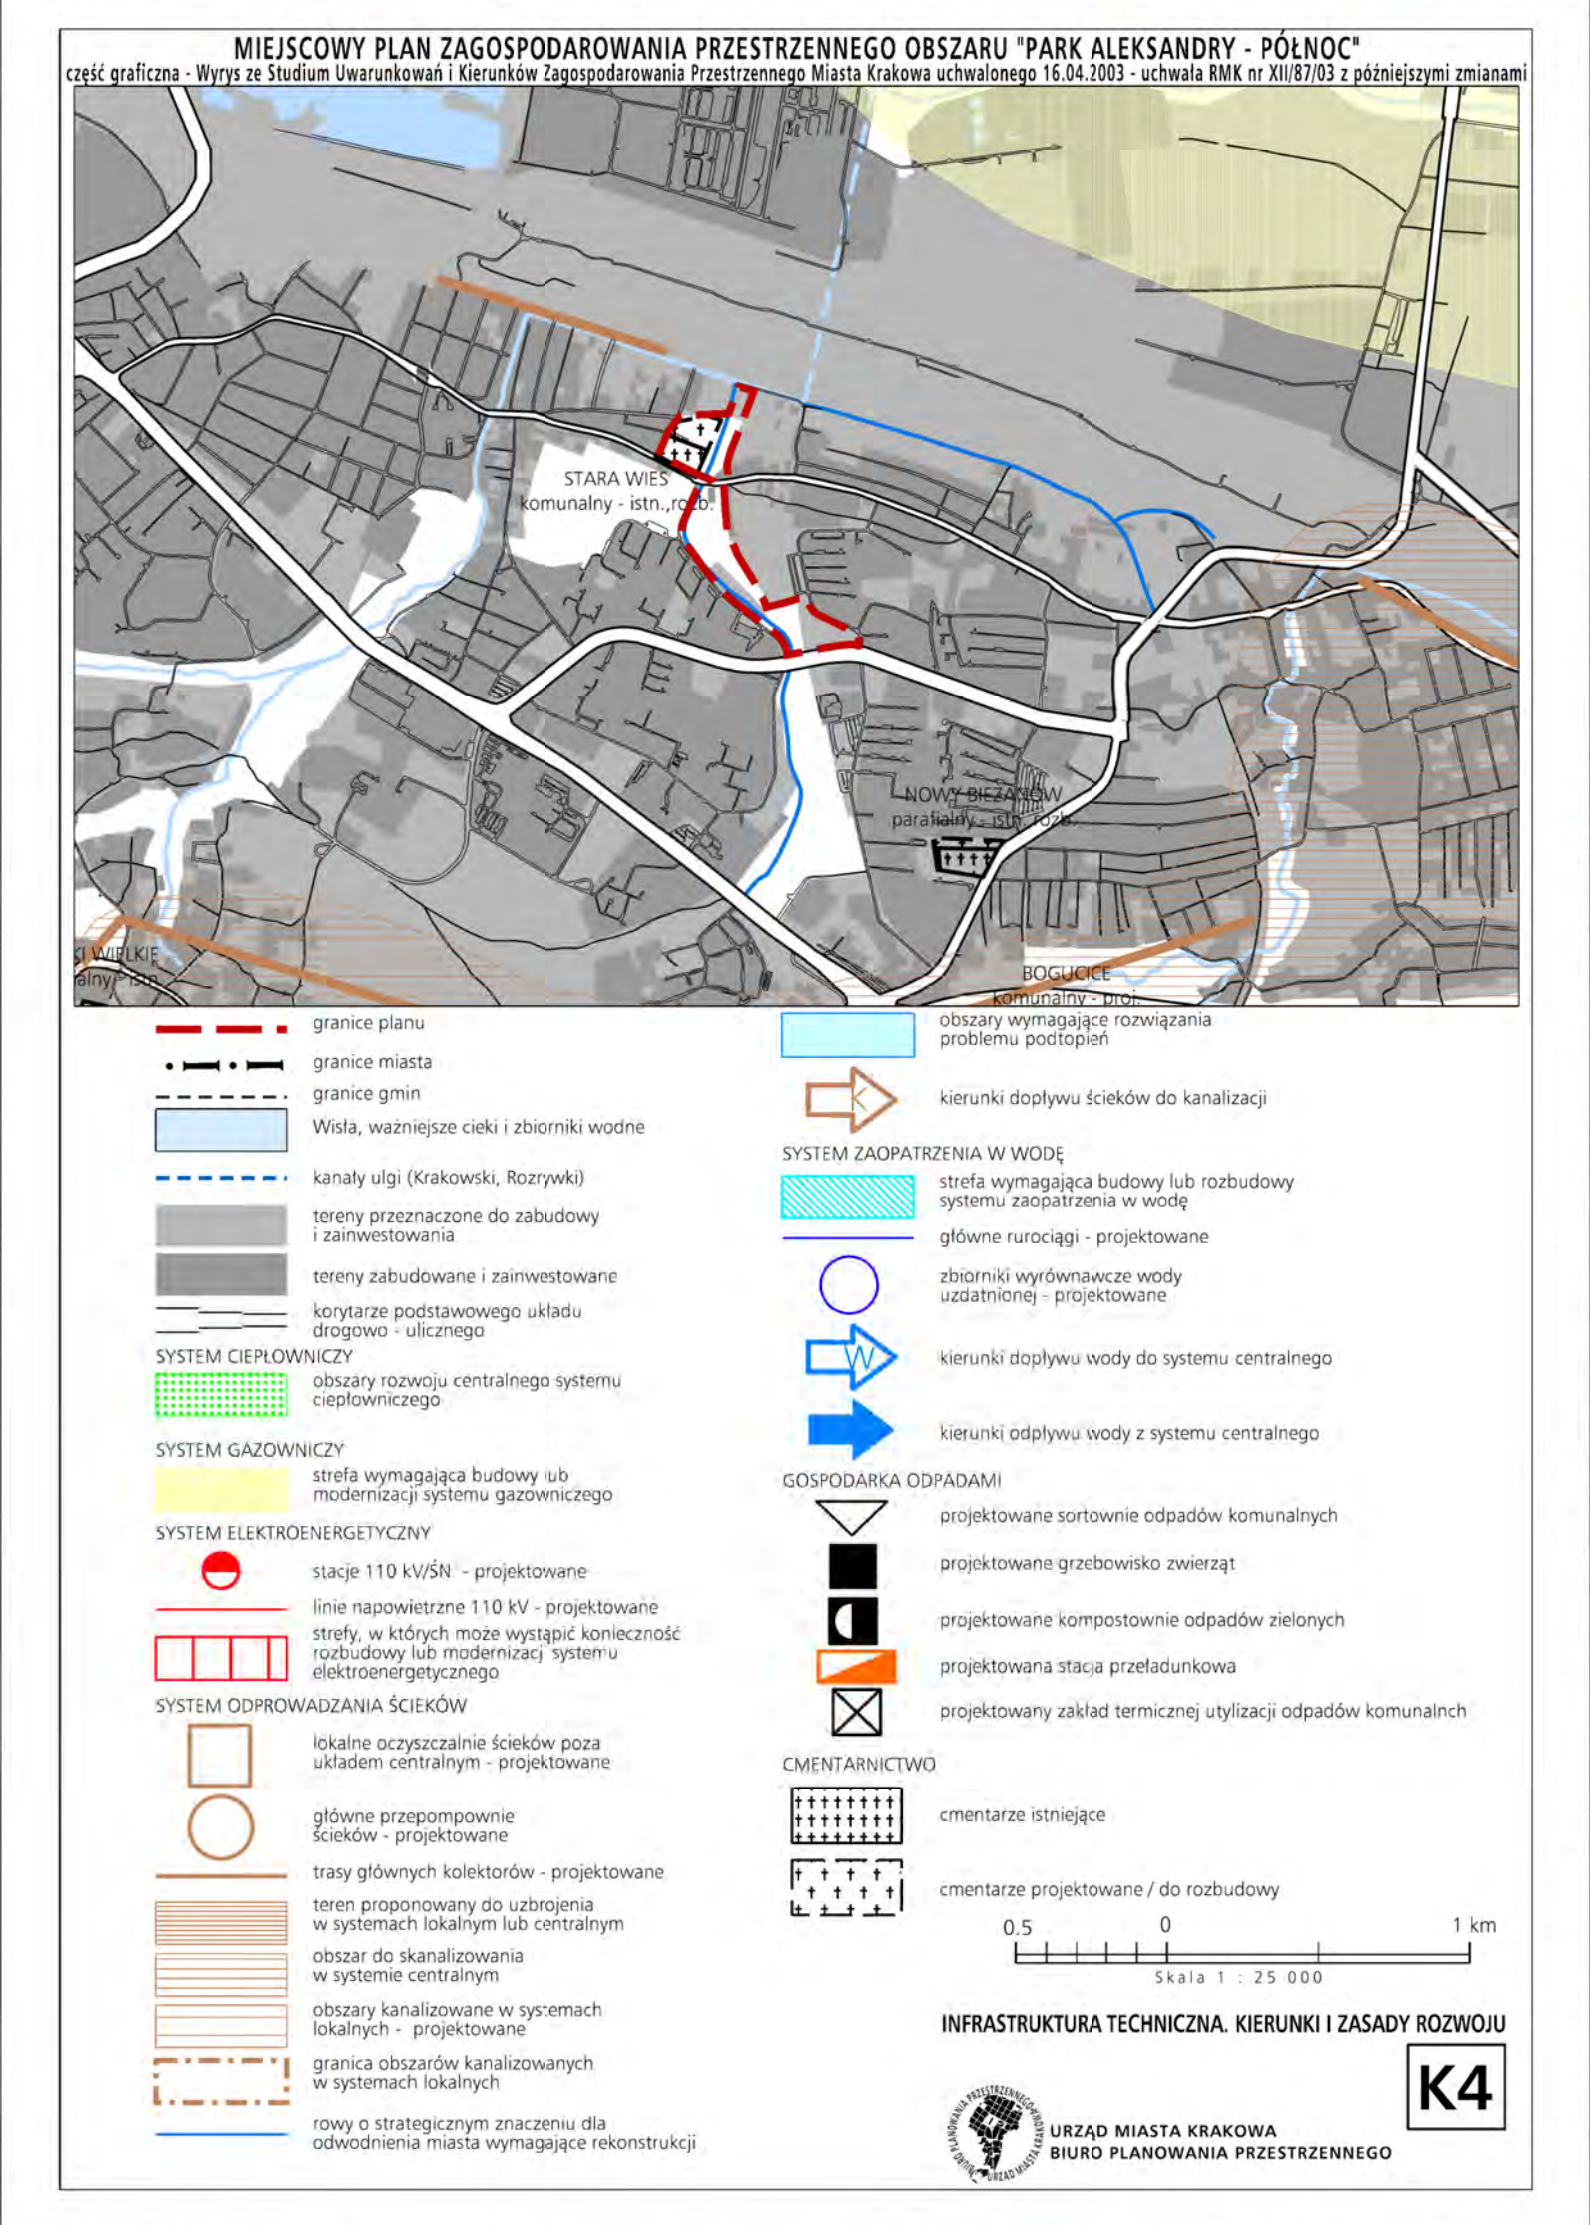 MIEJSCOWY PLAN ZAGOSPODAROWANIA PRZESTRZENNEGO OBSZARU "PARK ALEKSANDRY - PÓŁNOC"
część graficzna - Wyrys ze Studium Uwarunkowań i Kierunków Zagospodarowania Przestrzennego Miasta Krakowa uchwalonego 16.04.2003 - uchwała RMK nr XII/87/03 z późniejszymi zmianami
STARA WIES
komunalny - istn.,rozb.
NOWY BIEŻANÓW
parafialny - istn. rozb.
KI WIELKIE
alny - istn.
BOGUCICE
komunalny - proj.
granice planu
granice miasta
granice gmin
Wisła, ważniejsze cieki i zbiorniki wodne
kanały ulgi (Krakowski, Rozrywki)
tereny przeznaczone do zabudowy
i zainwestowania
tereny zabudowane i zainwestowane
korytarze podstawowego układu
drogowo - ulicznego
SYSTEM CIEPŁOWNICZY
obszary rozwoju centralnego systemu
ciepłowniczego
SYSTEM GAZOWNICZY
strefa wymagająca budowy lub
modernizacji systemu gazowniczego
SYSTEM ELEKTROENERGETYCZNY
stacje 110 kV/ŚN - projektowane
linie napowietrzne 110 kV - projektowane
strefy, w których może wystąpić konieczność
rozbudowy lub modernizacj systemu
elektroenergetycznego
SYSTEM ODPROWADZANIA ŚCIEKÓW
lokalne oczyszczalnie ścieków poza
układem centralnym - projektowane
główne przepompownie
ścieków - projektowane
trasy głównych kolektorów - projektowane
teren proponowany do uzbrojenia
w systemach lokalnym lub centralnym
obszar do skanalizowania
w systemie centralnym
obszary kanalizowane w systemach
lokalnych - projektowane
granica obszarów kanalizowanych
w systemach lokalnych
rowy o strategicznym znaczeniu dla
odwodnienia miasta wymagające rekonstrukcji
obszary wymagające rozwiązania
problemu podtopień
K
kierunki dopływu ścieków do kanalizacji
SYSTEM ZAOPATRZENIA W WODĘ
strefa wymagająca budowy lub rozbudowy
systemu zaopatrzenia w wodę
główne rurociągi - projektowane
zbiorniki wyrównawcze wody
uzdatnionej - projektowane
W
kierunki dopływu wody do systemu centralnego
kierunki odpływu wody z systemu centralnego
GOSPODARKA ODPADAMI
projektowane sortownie odpadów komunalnych
projektowane grzebowisko zwierząt
projektowane kompostownie odpadów zielonych
projektowana stacja przeładunkowa
projektowany zakład termicznej utylizacji odpadów komunalnch
CMENTARNICTWO
cmentarze istniejące
cmentarze projektowane / do rozbudowy
0.5 0 1 km
Skala 1 : 25 000
INFRASTRUKTURA TECHNICZNA. KIERUNKI I ZASADY ROZWOJU
K4
BIURO PLANOWANIA PRZESTRZENNEGO
URZĄD MIASTA KRAKOWA
URZĄD MIASTA KRAKOWA
BIURO PLANOWANIA PRZESTRZENNEGO